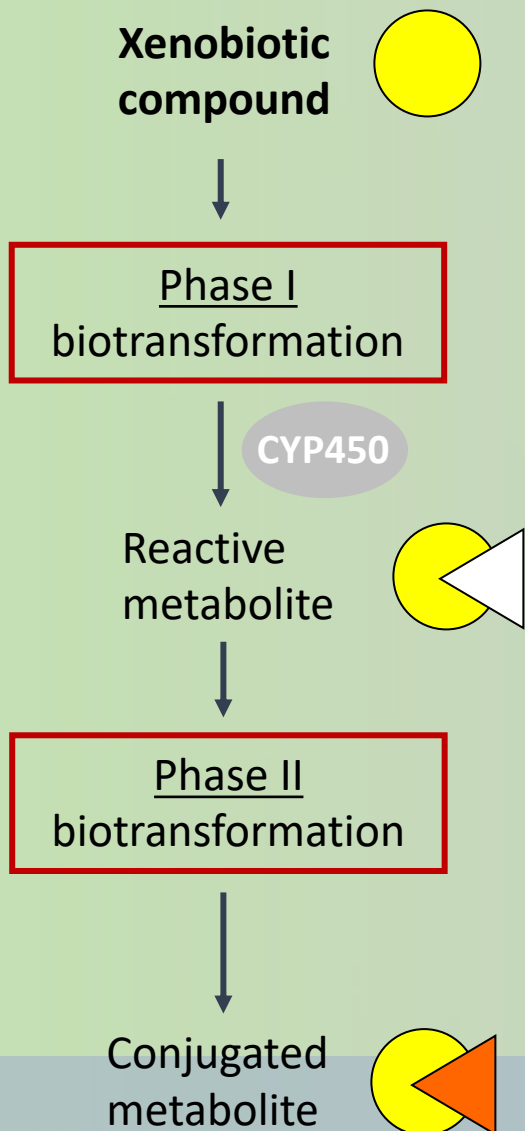 Xenobiotic
compound
Phase I
biotransformation
CYP450
Reactive
metabolite
Phase II
biotransformation
Conjugated
metabolite